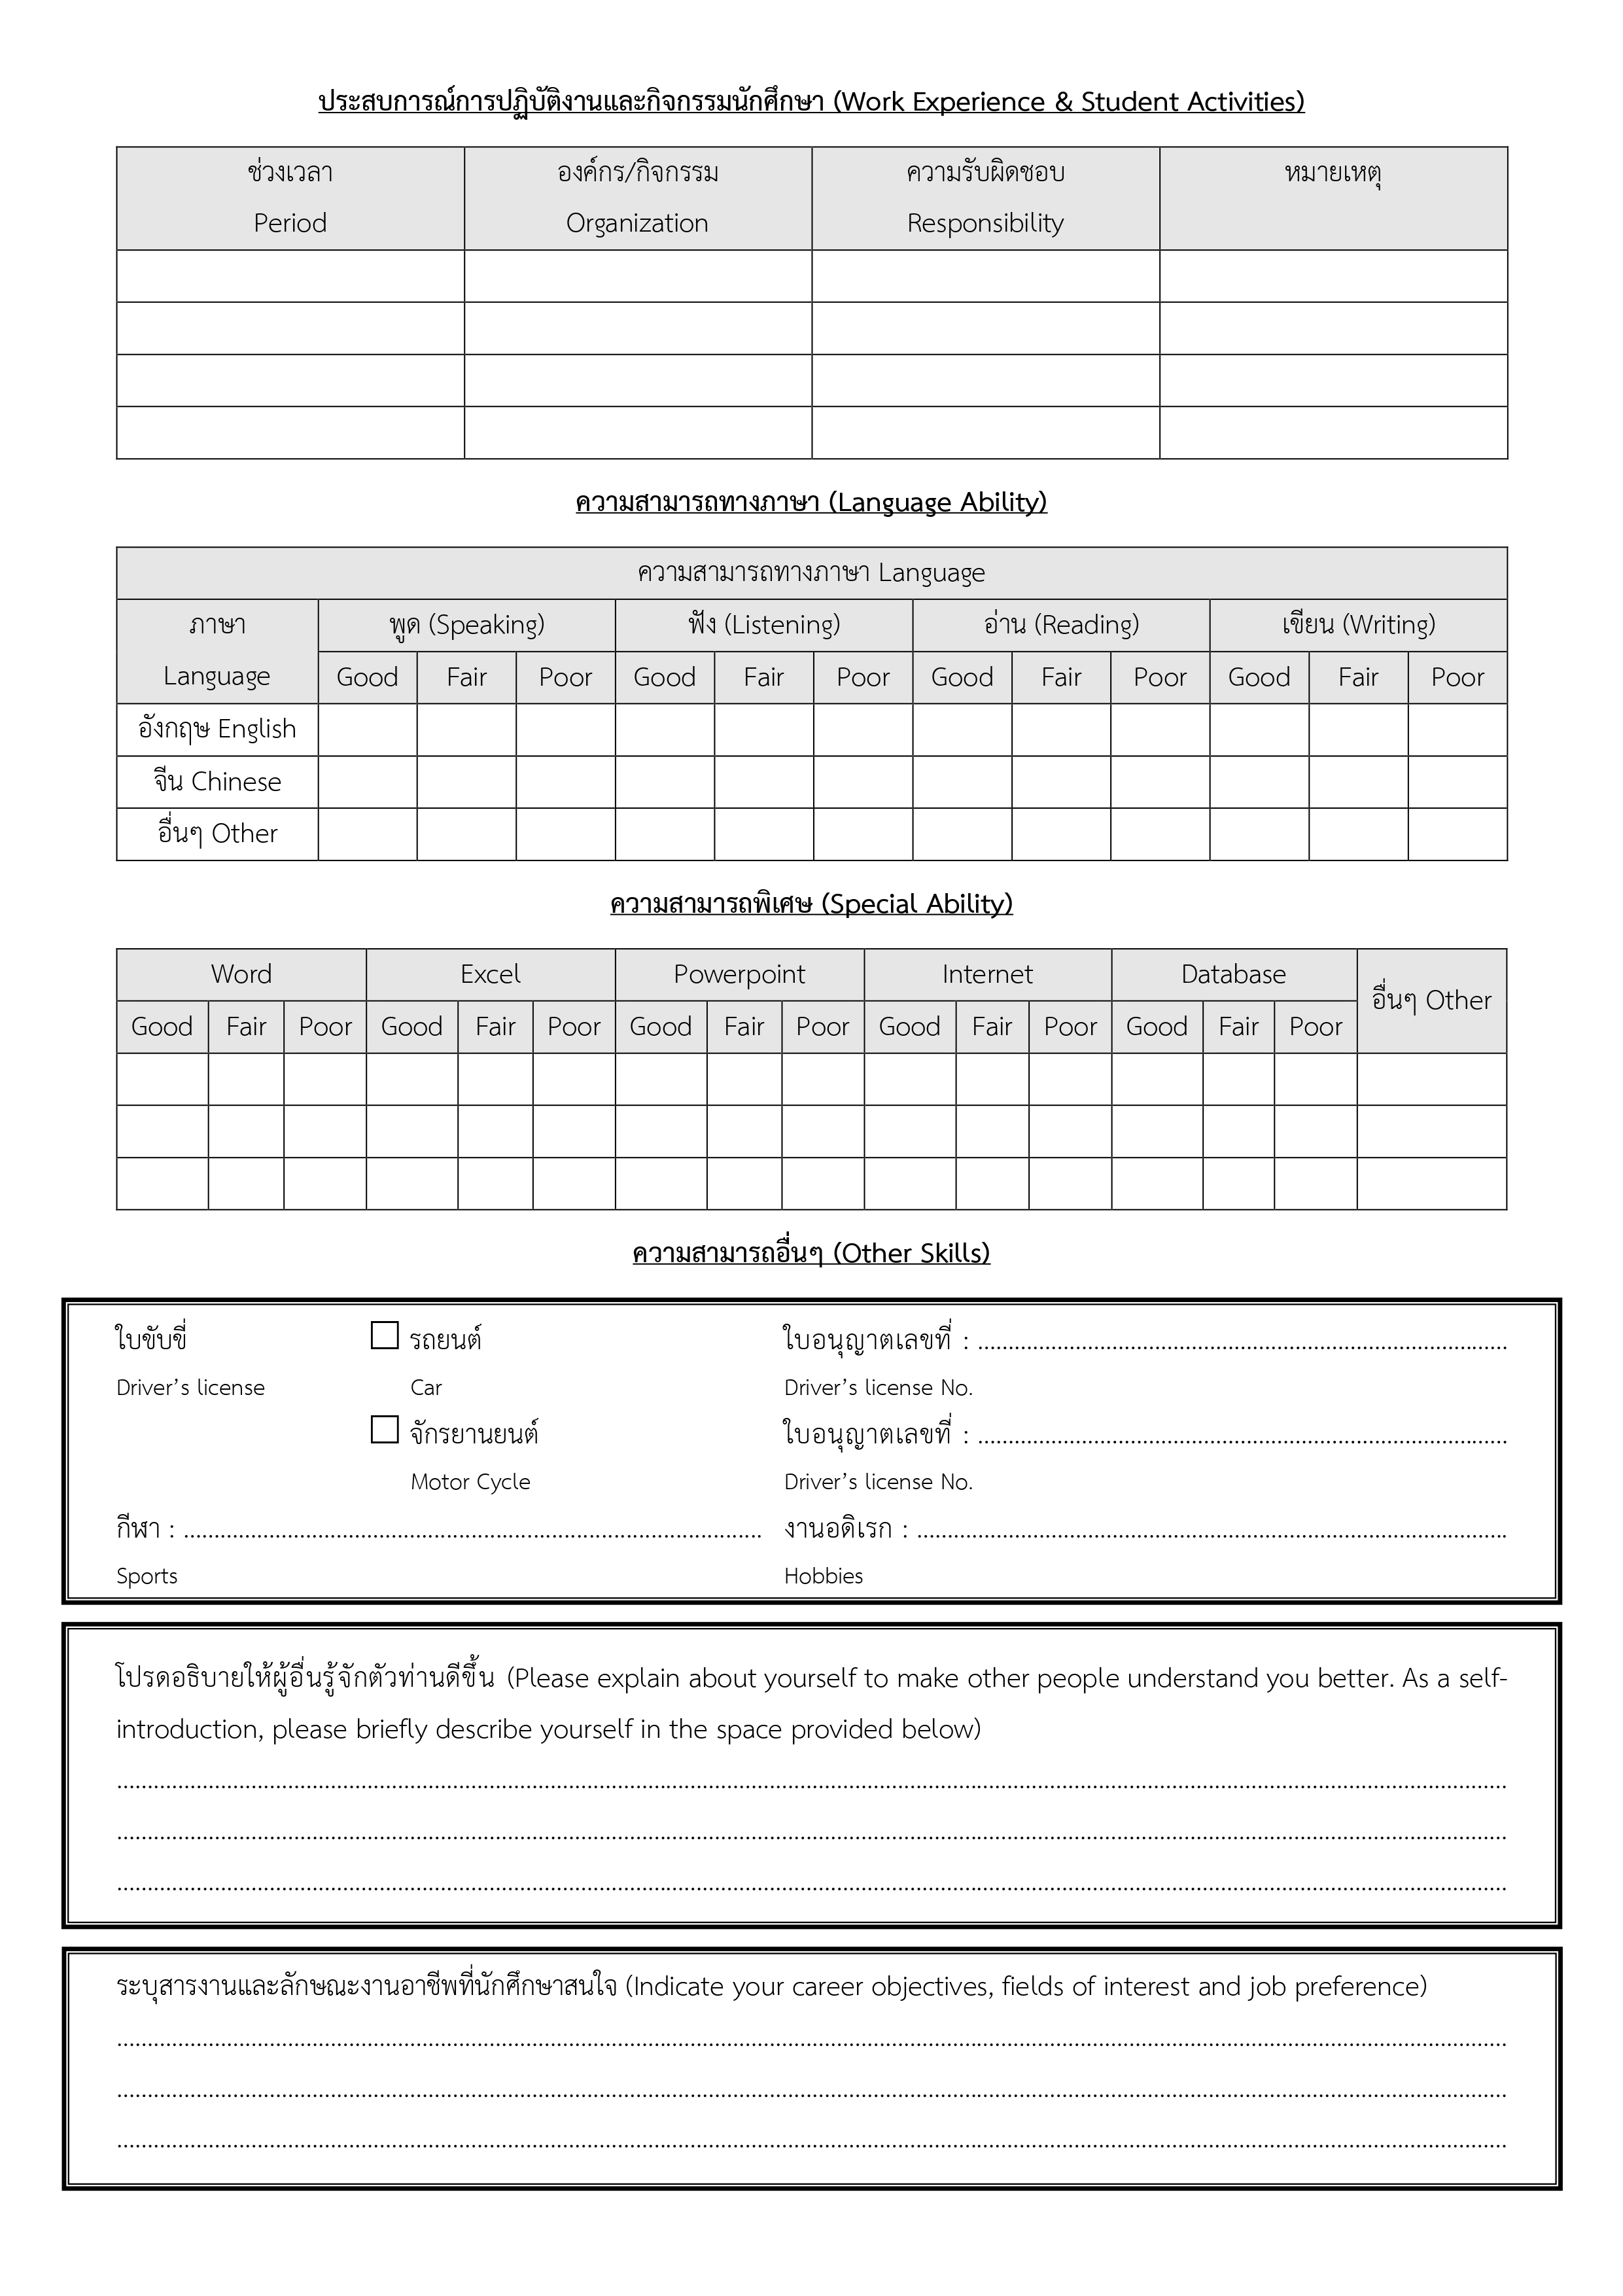 ประสบการณ์การปฏิบัติงานและกิจกรรมนักศึกษา (Work Experience & Student Activities)
ช่วงเวลา องค์กร/กิจกรรม ความรับผิดชอบ หมายเหตุ
Period Organization Responsibility
ความสามารถทางภาษา (Language Ability)
ความสามารถทางภาษา Language
ภาษา พูด (Speaking) ฟัง (Listening) อ่าน (Reading) เขียน (Writing)
Language Good Fair Poor Good Fair Poor Good Fair Poor Good Fair Poor
อังกฤษ English
จีน Chinese
อื่นๆ Other
ความสามารถพิเศษ (Special Ability)
Word Excel Powerpoint Internet Database อื่นๆ Other
Good Fair Poor Good Fair Poor Good Fair Poor Good Fair Poor Good Fair Poor
ความสามารถอื่นๆ (Other Skills)
ใบขับขี่ รถยนต์ ใบอนุญาตเลขที่ : ........................................
Driver's license Car Driver's license No.
จักรยานยนต์ ใบอนุญาตเลขที่ : ........................................
Motor Cycle Driver's license No.
กีฬา : ........................................ งานอดิเรก : ........................................
Sports Hobbies
โปรดอธิบายให้ผู้อื่นรู้จักตัวท่านดีขึ้น (Please explain about yourself to make other people understand you better. As a self-
introduction, please briefly describe yourself in the space provided below)
........................................
........................................
........................................
ระบุสารงานและลักษณะงานอาชีพที่นักศึกษาสนใจ (Indicate your career objectives, fields of interest and job preference)
........................................
........................................
........................................